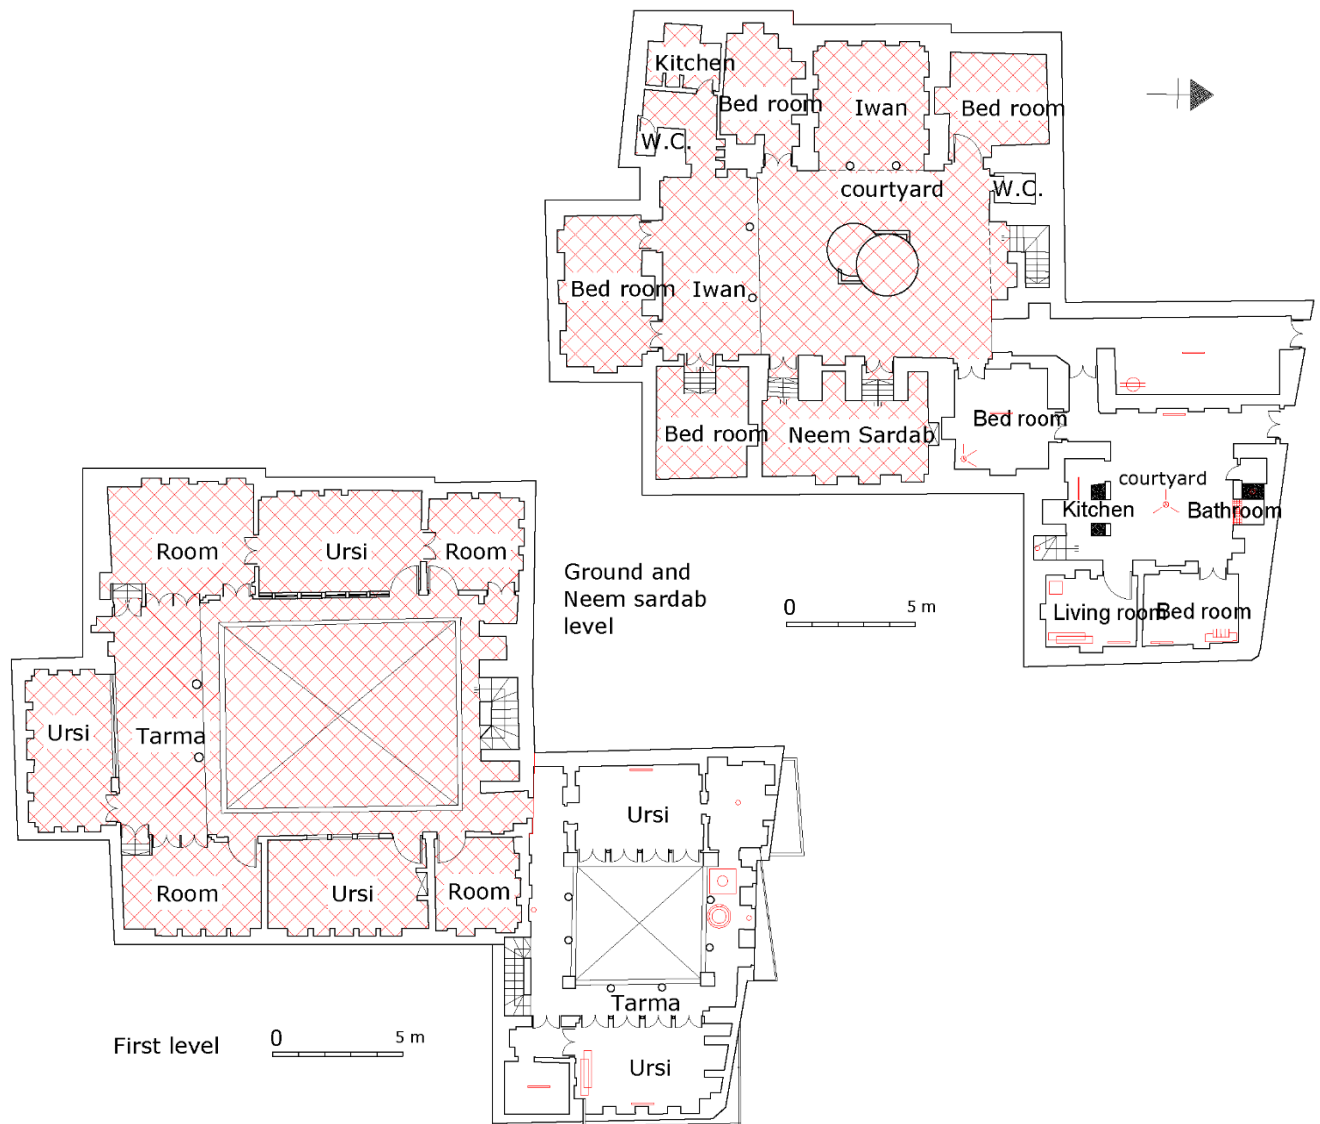 Kitchen
Bed room
Iwan
Bed room
W.C.
courtyard
W.C.
Bed room
Iwan
Bed room
Neem Sardab
Bed room
courtyard
Kitchen
Bathroom
Living room
Bed room
Ground and
Neem sardab
level
0
5 m
Room
Ursi
Room
Ursi
Tarma
Room
Ursi
Room
Ursi
Tarma
Ursi
First level
0
5 m